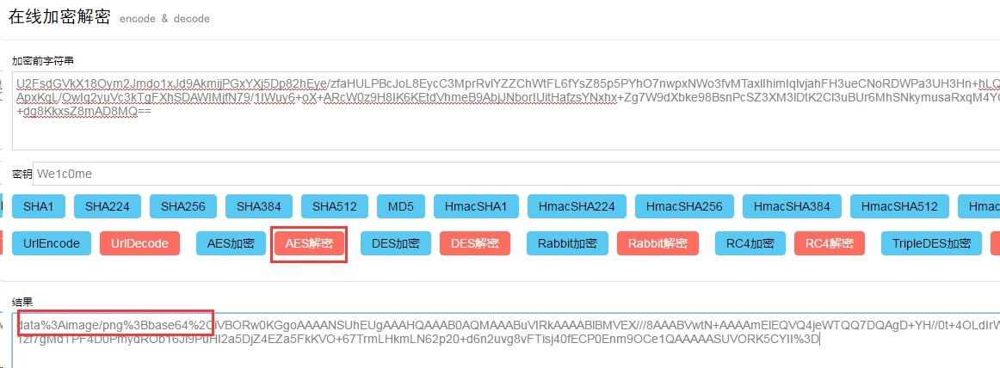 在线加密解密 encode & decode
加密前字符串
U2FsdGVkX18Oym2Jmdo1xJd9AkmijPGxYXj5Dp82hEye/zfaHULPBcJoL8EycC3MprRvIYZZChWtFL6fYsZ85p5PYhO7nwpxNWo3fvMTaxIlhimIqIvjahFH3ueCNoRDWPa3UH3Hn+hLQ
ApxKqL/Owlq2yuVc3kTgFXhSDAWIMjfN79/1IWuy6+oX+ARcW0z9H8IK6KEtdVhmeB9AbjJNborIUitHafzsYNxhx+Zg7W9dXbke98BsnPcSZ3XM3IDtK2CI3uBUr6MhSNkymusaRxqM4Y
+dg8KkxsZ8mAD8MQ==
密钥 We1c0me
SHA1 SHA224 SHA256 SHA384 SHA512 MD5 HmacSHA1 HmacSHA224 HmacSHA256 HmacSHA384 HmacSHA512 Hmac
UrlEncode UrlDecode AES加密 AES解密 DES加密 DES解密 Rabbit加密 Rabbit解密 RC4加密 RC4解密 TripleDES加密
结果
data%3Aimage/png%3Bbase64%2CiVBORw0KGgoAAAANSUhEUgAAAHQAAAB0AQMAAABuVIRkAAAABlBMVEX///8AAABVwtN+AAAAmElEQVQ4jeWTQQ7DQAgD+YH//0t+4OLdIrW
1zf7gMdTPF4D0PmydROb16Jl9PuHI2a5DjZ4EZa5FkKVO+67TrmLHkmLN62p20+d6n2uvg8vFTisj40fECP0Enm9OCe1QAAAAASUVORK5CYII%3D